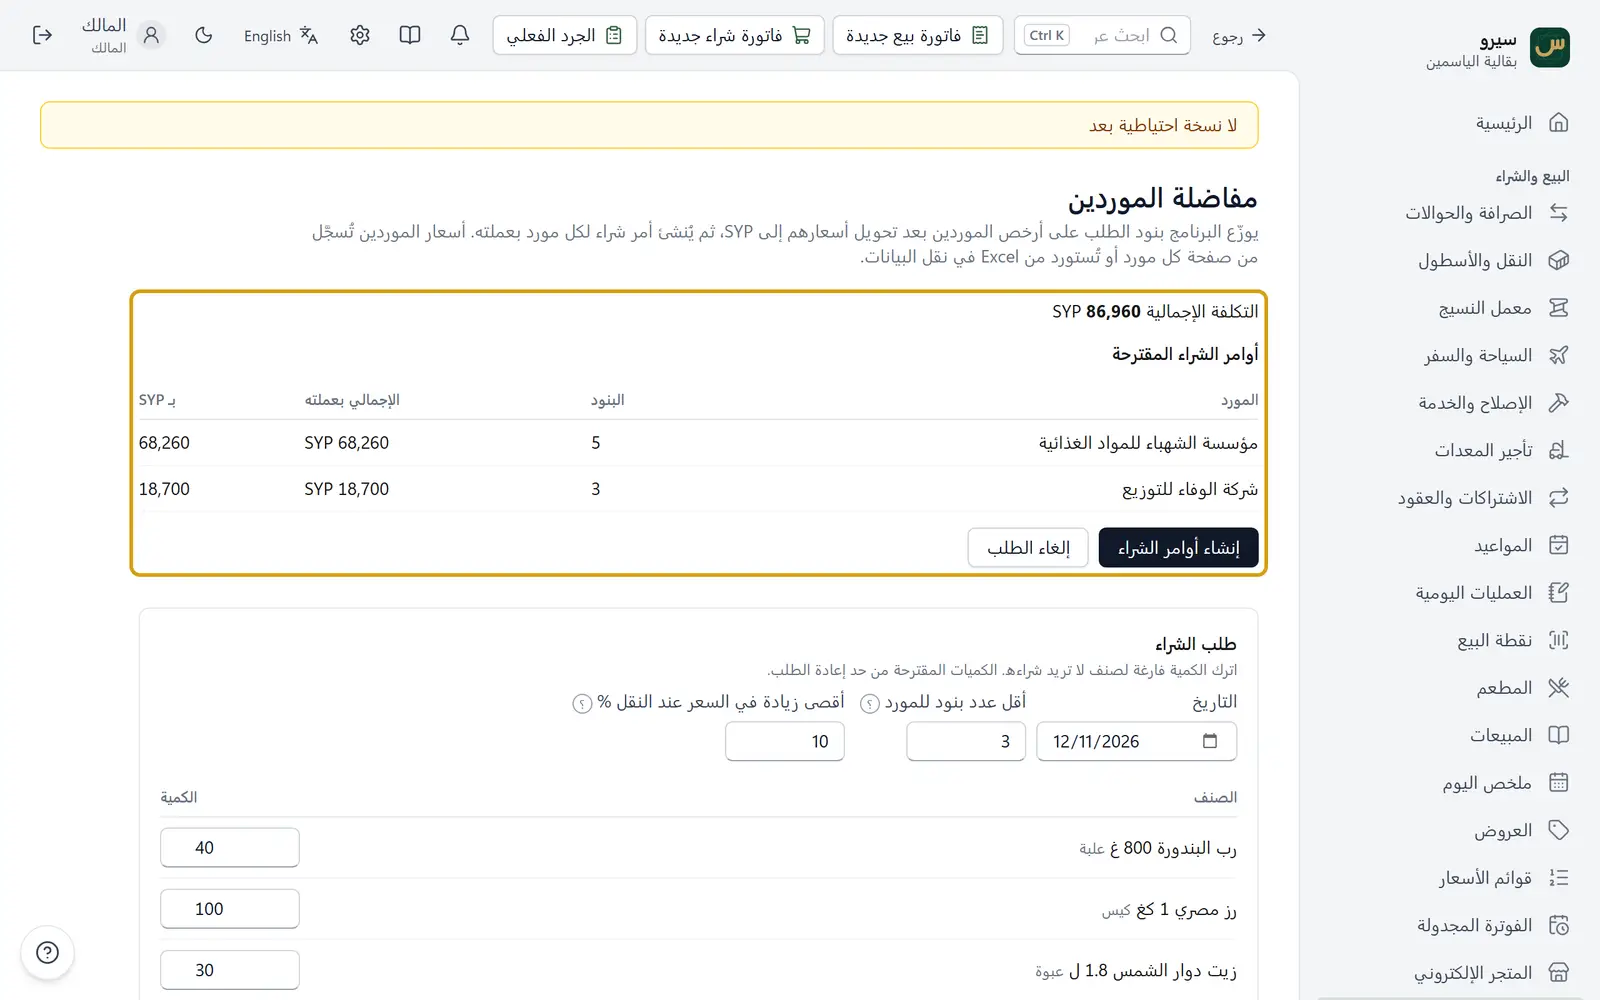 سيرو
بقالية الياسمين
رجوع
ابحث عر
Ctrl K
فاتورة بيع جديدة
فاتورة شراء جديدة
الجرد الفعلي
English
المالك
المالك
الرئيسية
البيع والشراء
الصرافة والحوالات
النقل والأسطول
معمل النسيج
السياحة والسفر
الإصلاح والخدمة
تأجير المعدات
الاشتراكات والعقود
المواعيد
العمليات اليومية
نقطة البيع
المطعم
المبيعات
ملخص اليوم
العروض
قوائم الأسعار
الفوترة المجدولة
المتجر الإلكتروني
لا نسخة احتياطية بعد
مفاضلة الموردين
يوزّع البرنامج بنود الطلب على أرخص الموردين بعد تحويل أسعارهم إلى SYP، ثم يُنشئ أمر شراء لكل مورد بعملته. أسعار الموردين تُسجَّل
من صفحة كل مورد أو تُستورد من Excel في نقل البيانات.
التكلفة الإجمالية 86,960 SYP
أوامر الشراء المقترحة
المورد البنود الإجمالي بعملته بـ SYP
مؤسسة الشهباء للمواد الغذائية 5 SYP 68,260 68,260
شركة الوفاء للتوزيع 3 SYP 18,700 18,700
إنشاء أوامر الشراء إلغاء الطلب
طلب الشراء
اترك الكمية فارغة لصنف لا تريد شراءه. الكميات المقترحة من حد إعادة الطلب.
التاريخ أقل عدد بنود للمورد ؟ أقصى زيادة في السعر عند النقل % ؟
12/11/2026 3 10
الصنف الكمية
رب البندورة 800 غ علبة 40
رز مصري 1 كغ كيس 100
زيت دوار الشمس 1.8 ل عبوة 30